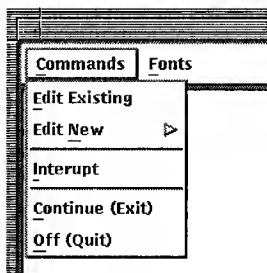 Commands Fonts
Edit Existing
Edit New
Interupt
Continue (Exit)
Off (Quit)